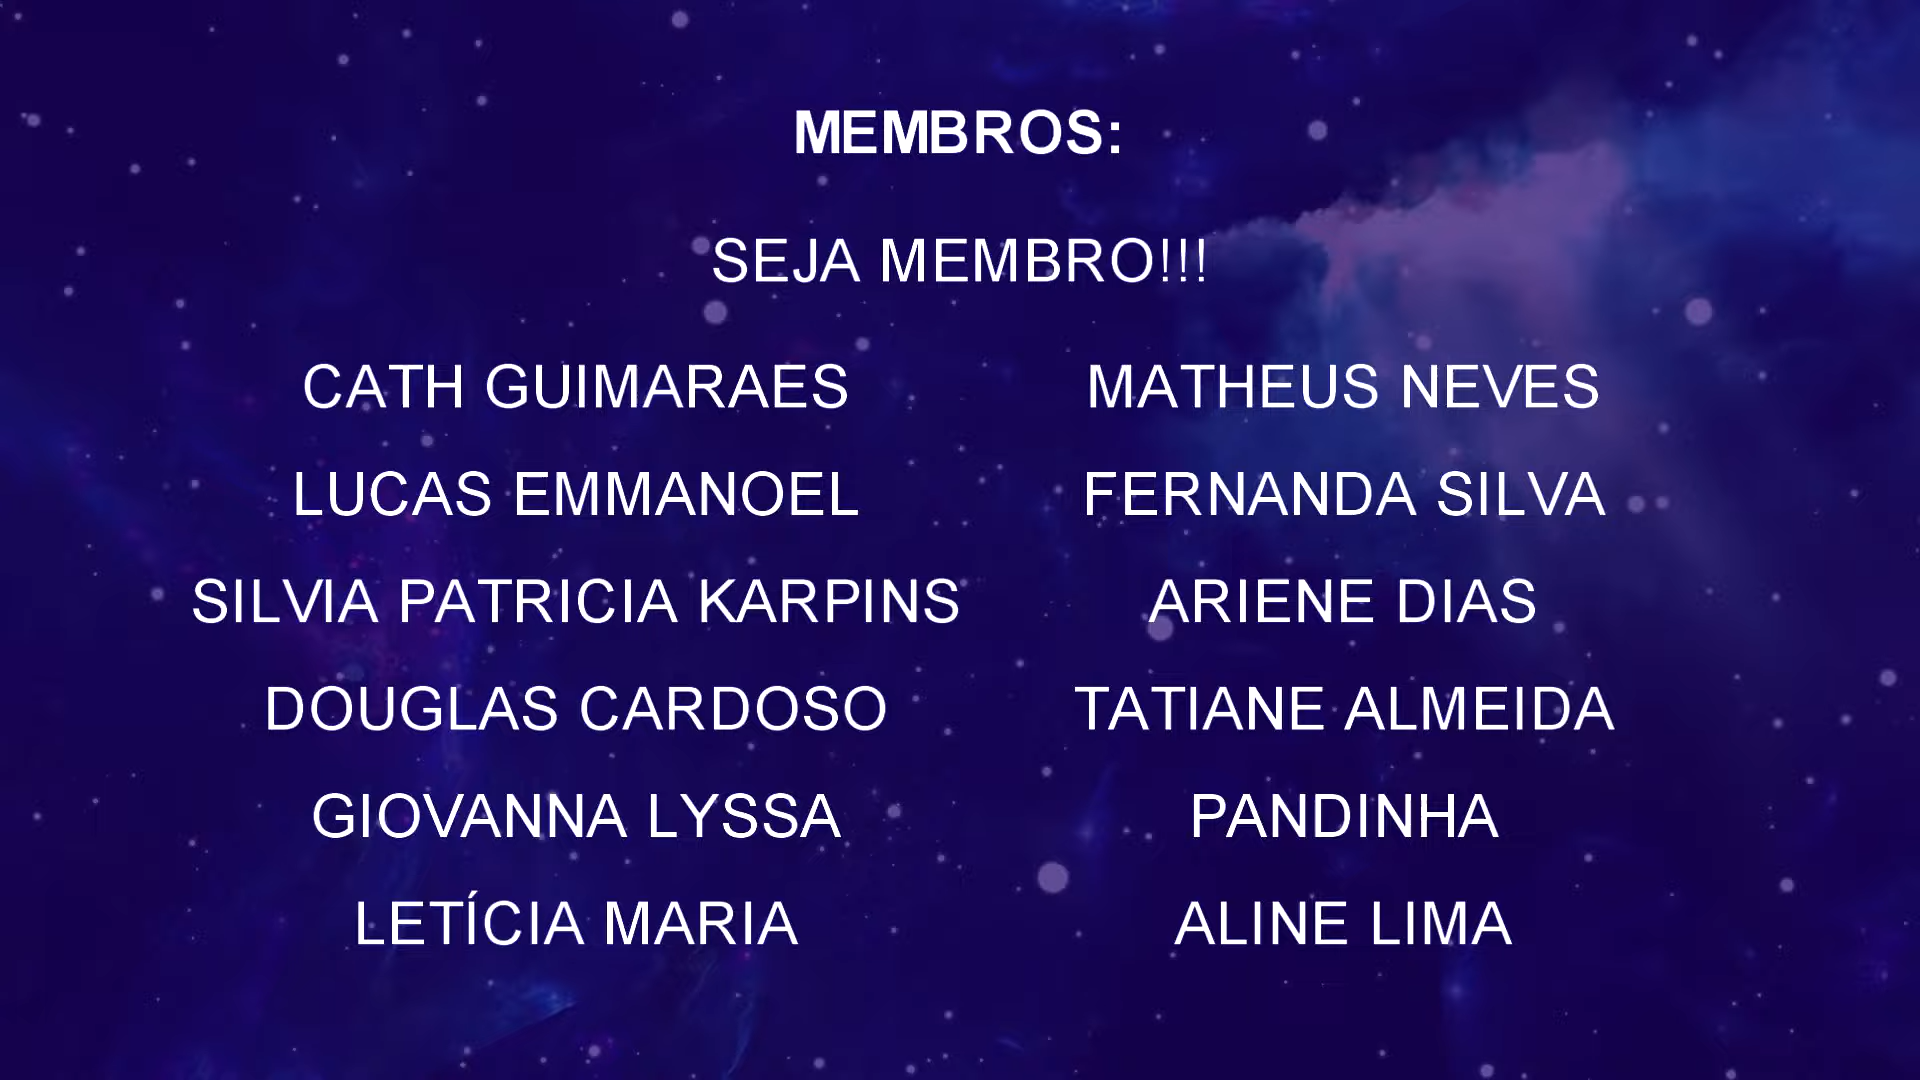 MEMBROS:
SEJA MEMBRO!!!
CATH GUIMARAES
MATHEUS NEVES
LUCAS EMMANOEL
FERNANDA SILVA
SILVIA PATRICIA KARPINS
ARIENE DIAS
DOUGLAS CARDOSO
TATIANE ALMEIDA
GIOVANNA LYSSA
PANDINHA
LETÍCIA MARIA
ALINE LIMA